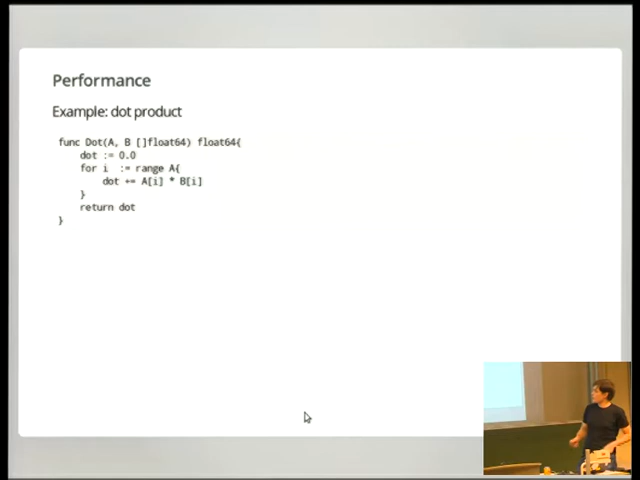 Performance
Example: dot product
func Dot(A, B []float64) float64{
dot := 0.0
for i := range A{
dot += A[i] * B[i]
}
return dot
}